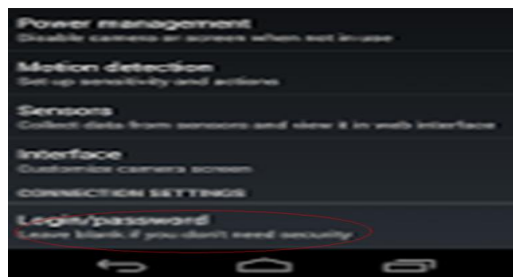 Power management
Disable camera or screen when not in use
Motion detection
Set up sensitivity and actions
Sensors
Collect data from sensors and view it in web interface
Interface
Customize camera screen
CONNECTION SETTINGS
Login/password
Leave blank if you don't need security